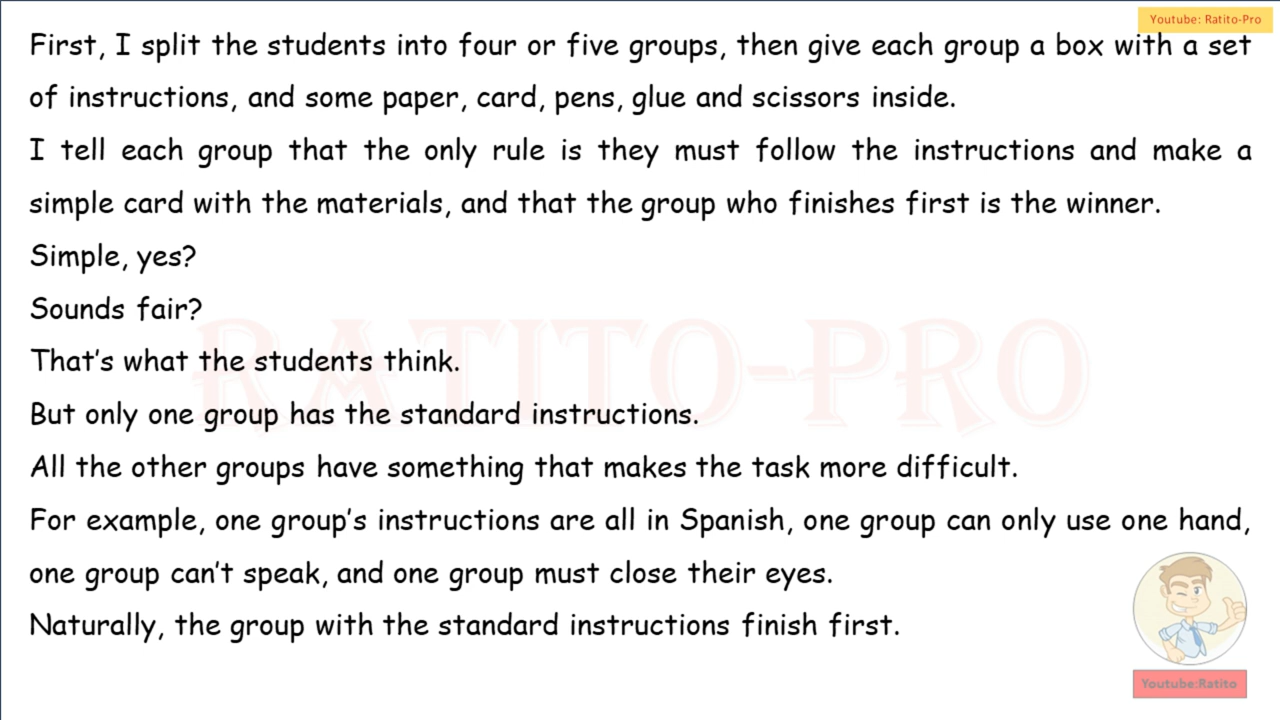 Youtube: Ratito-Pro
First, I split the students into four or five groups, then give each group a box with a set
of instructions, and some paper, card, pens, glue and scissors inside.
I tell each group that the only rule is they must follow the instructions and make a
simple card with the materials, and that the group who finishes first is the winner.
Simple, yes?
Sounds fair?
RATITO-PRO
That's what the students think.
But only one group has the standard instructions.
All the other groups have something that makes the task more difficult.
For example, one group's instructions are all in Spanish, one group can only use one hand,
one group can't speak, and one group must close their eyes.
Naturally, the group with the standard instructions finish first.
Youtube:Ratito